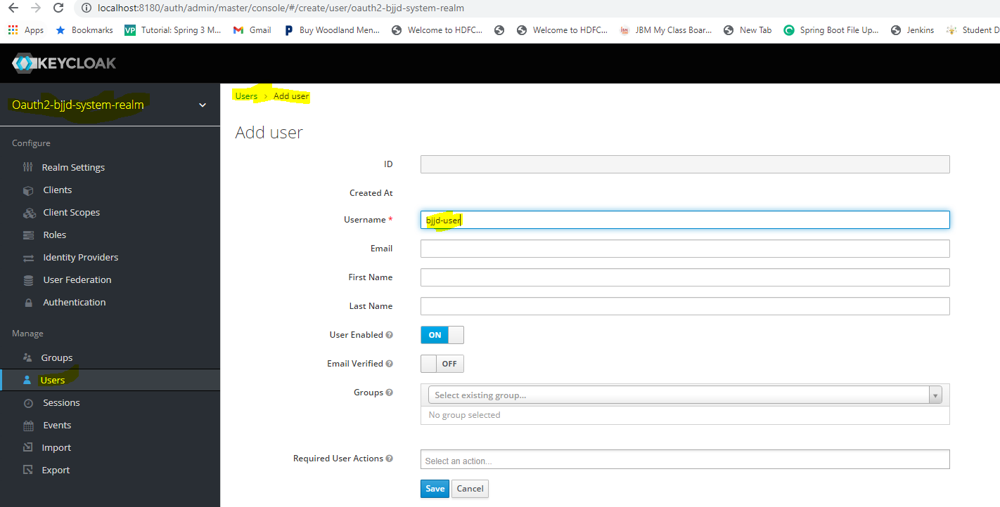 localhost:8180/auth/admin/master/console/#/create/user/oauth2-bjjd-system-realm
Apps Bookmarks VP Tutorial: Spring 3 M... Gmail P Buy Woodland Men... Welcome to HDFC... Welcome to HDFC... JBM My Class Boar... New Tab Spring Boot File Up... Jenkins Student D
KEYCLOAK
Oauth2-bjjd-system-realm
Configure
Realm Settings
Clients
Client Scopes
Roles
Identity Providers
User Federation
Authentication
Manage
Groups
Users
Sessions
Events
Import
Export
Users > Add user
Add user
ID
Created At
Username * bjjd-user
Email
First Name
Last Name
User Enabled ON
Email Verified OFF
Groups Select existing group...
No group selected
Required User Actions Select an action...
Save Cancel